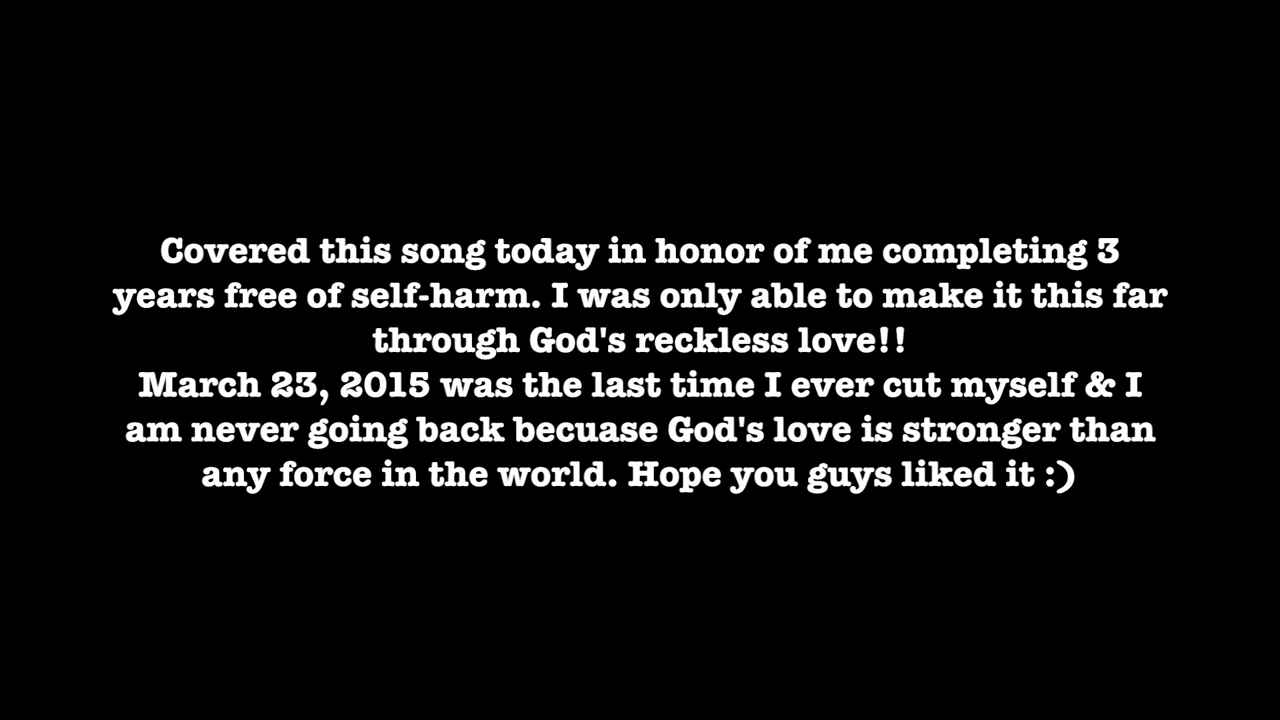 Covered this song today in honor of me completing 3
years free of self-harm. I was only able to make it this far
through God's reckless love!!
March 23, 2015 was the last time I ever cut myself & I
am never going back becuase God's love is stronger than
any force in the world. Hope you guys liked it :)